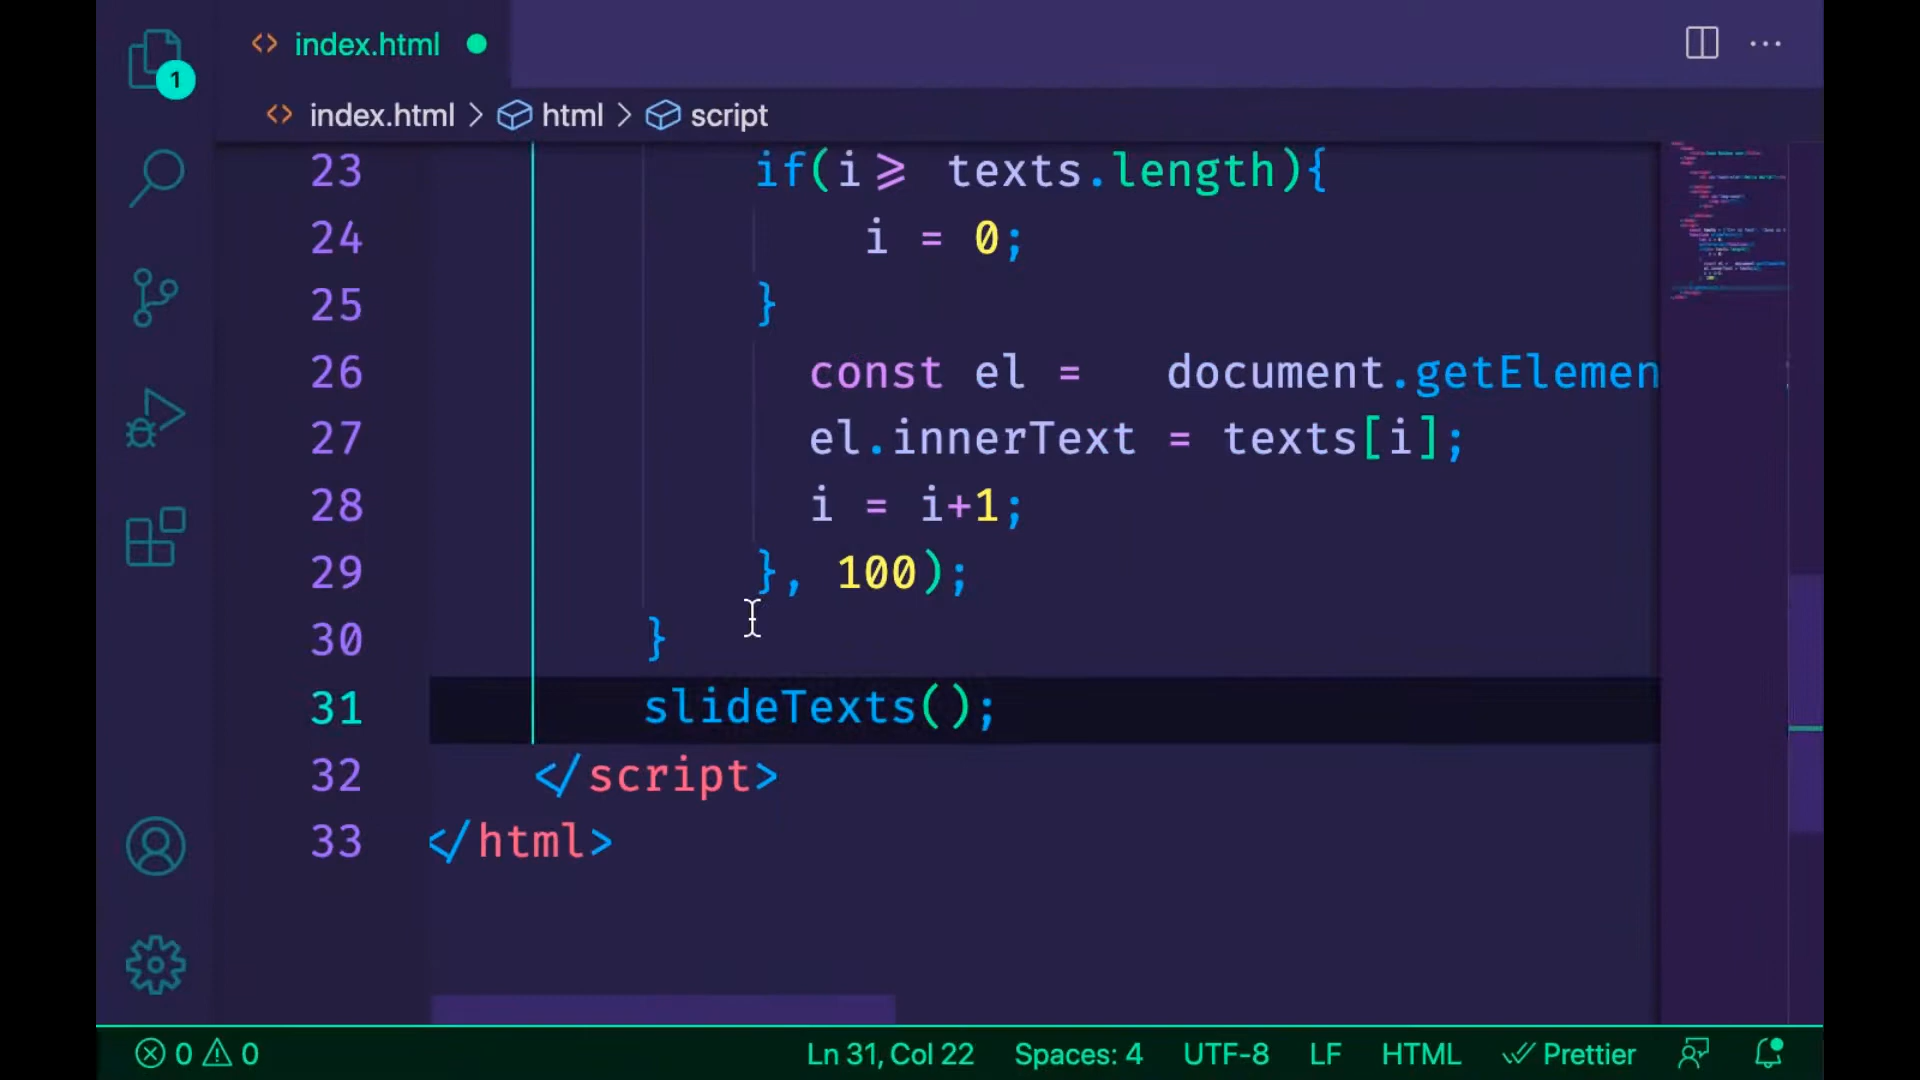 index.html
1
index.html > html > script
23 if(i>= texts.length){
24 i = 0;
25 }
26 const el = document.getElemen
27 el.innerText = texts[i];
28 i = i+1;
29 }, 100);
30 }
31 slideTexts();
32 </script>
33 </html>
0 0 Ln 31, Col 22 Spaces: 4 UTF-8 LF HTML Prettier